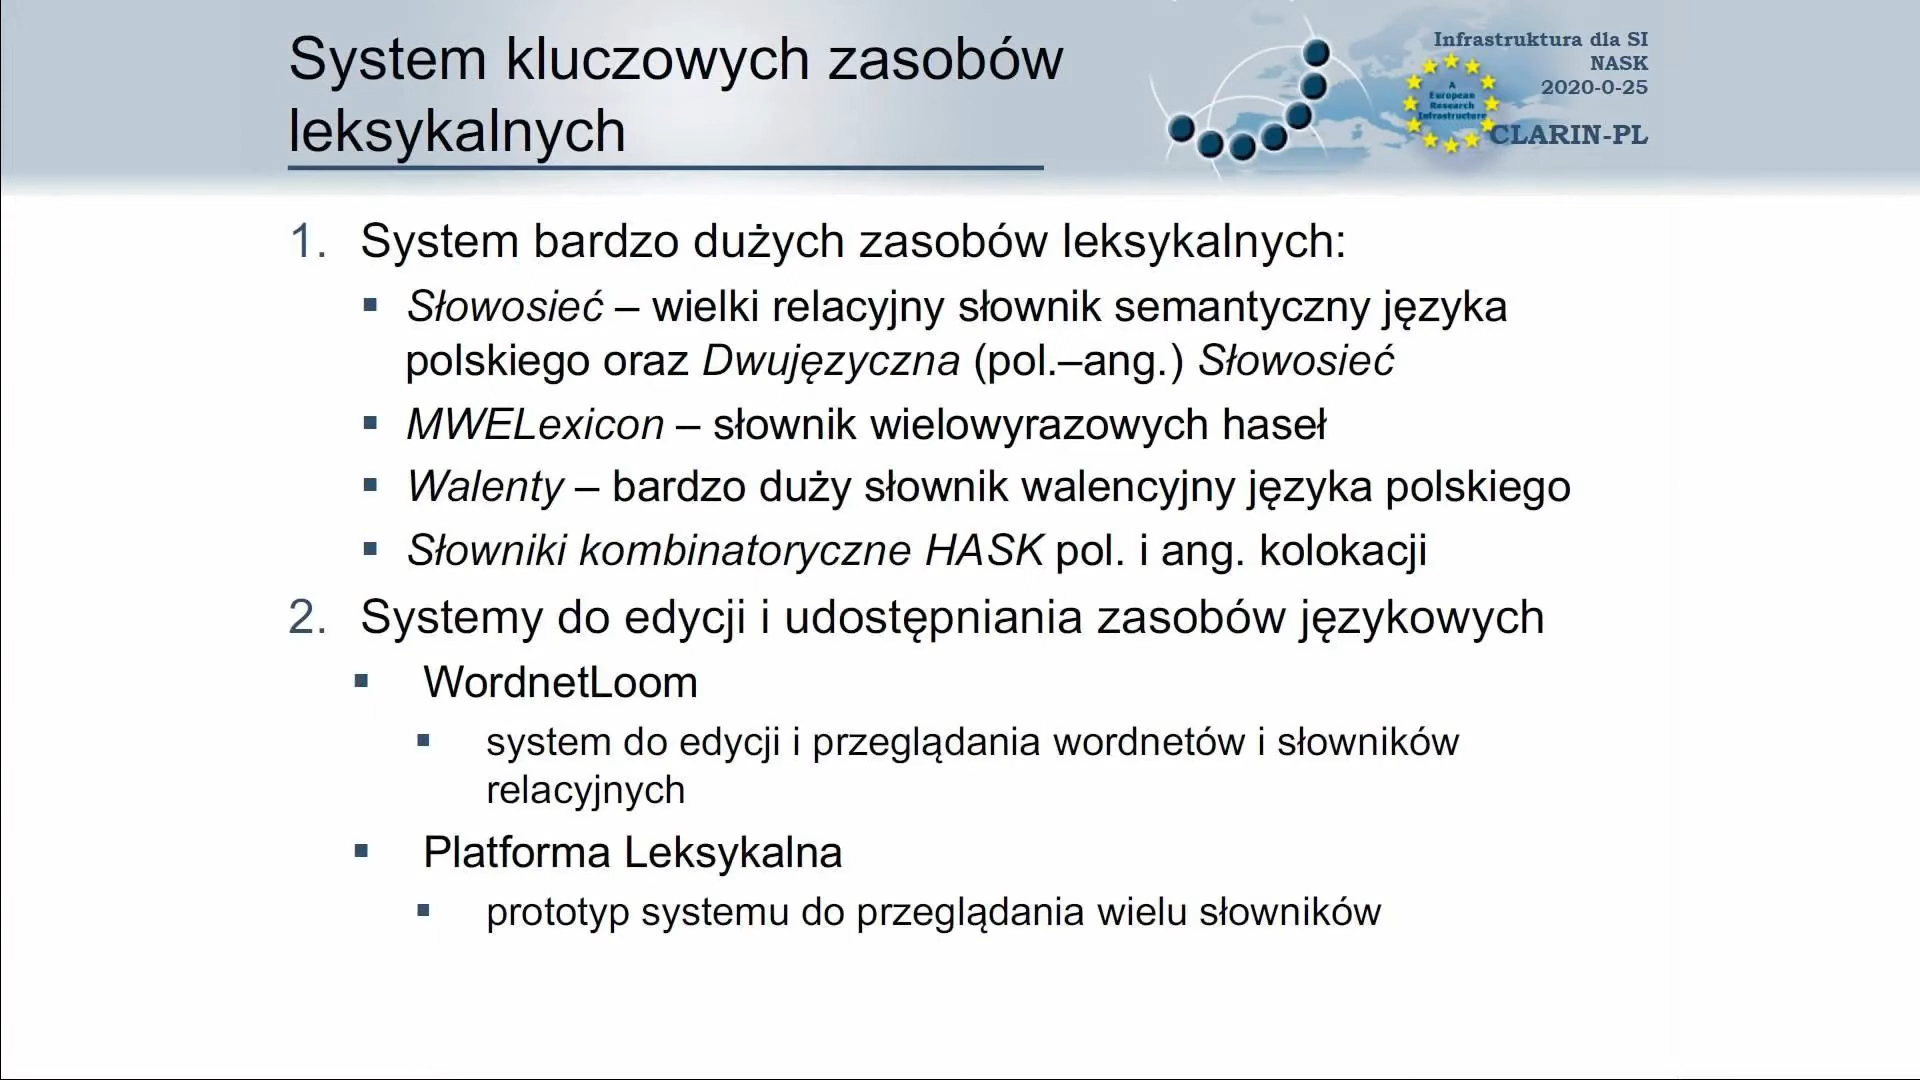 System kluczowych zasobów
leksykalnych
Infrastruktura dla SI
NASK
2020-0-25
A
European
Research
Infrastructure
CLARIN-PL
1. System bardzo dużych zasobów leksykalnych:
▪ Słowosieć – wielki relacyjny słownik semantyczny języka
polskiego oraz Dwujęzyczna (pol.–ang.) Słowosieć
▪ MWELexicon – słownik wielowyrazowych haseł
▪ Walenty – bardzo duży słownik walencyjny języka polskiego
▪ Słowniki kombinatoryczne HASK pol. i ang. kolokacji
2. Systemy do edycji i udostępniania zasobów językowych
▪ WordnetLoom
▪ system do edycji i przeglądania wordnetów i słowników
relacyjnych
▪ Platforma Leksykalna
▪ prototyp systemu do przeglądania wielu słowników